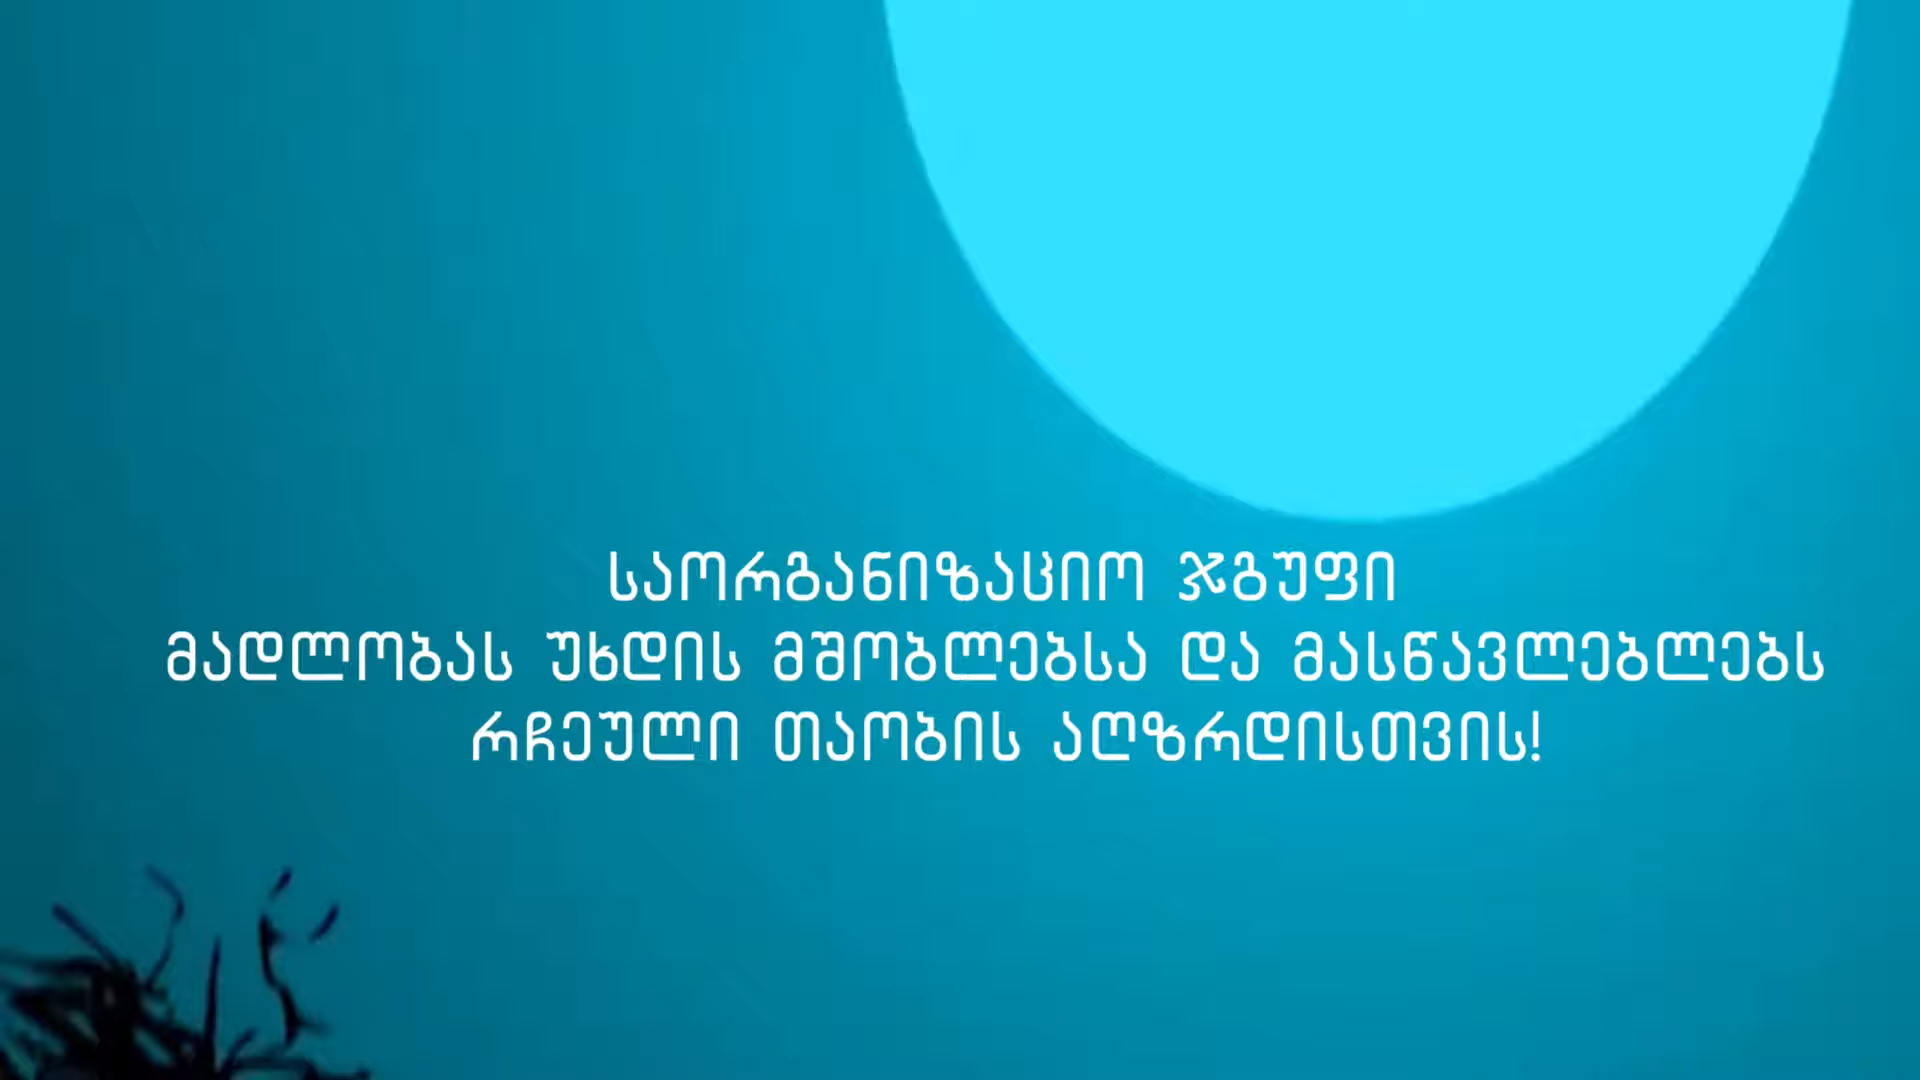 საორგანიზაციო ჯგუფი
მადლობას უხდის მშობლებსა და მასწავლებლებს
რჩეული თაობის აღზრდისთვის!